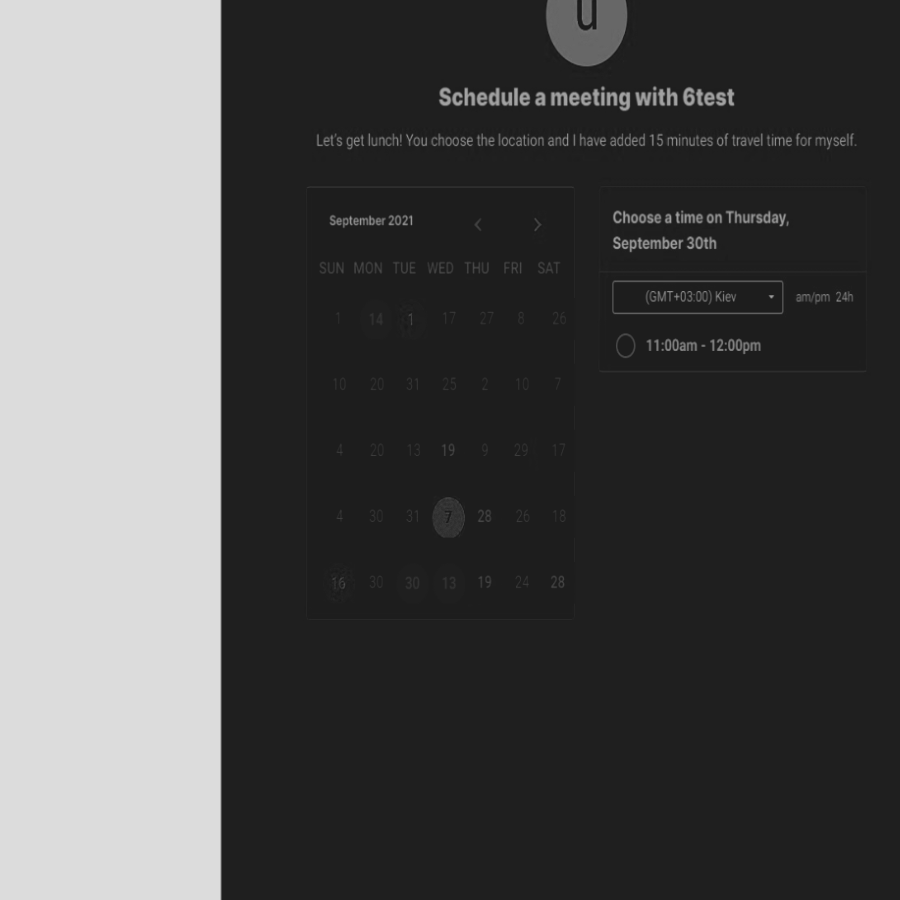 u
Schedule a meeting with 6test
Let's get lunch! You choose the location and I have added 15 minutes of travel time for myself.
September 2021
SUN MON TUE WED THU FRI SAT
1 14 1 17 27 8 26
10 20 31 25 2 10 7
4 20 13 19 9 29 17
4 30 31 7 28 26 18
16 30 30 13 19 24 28
Choose a time on Thursday,
September 30th
(GMT+03:00) Kiev am/pm 24h
11:00am - 12:00pm